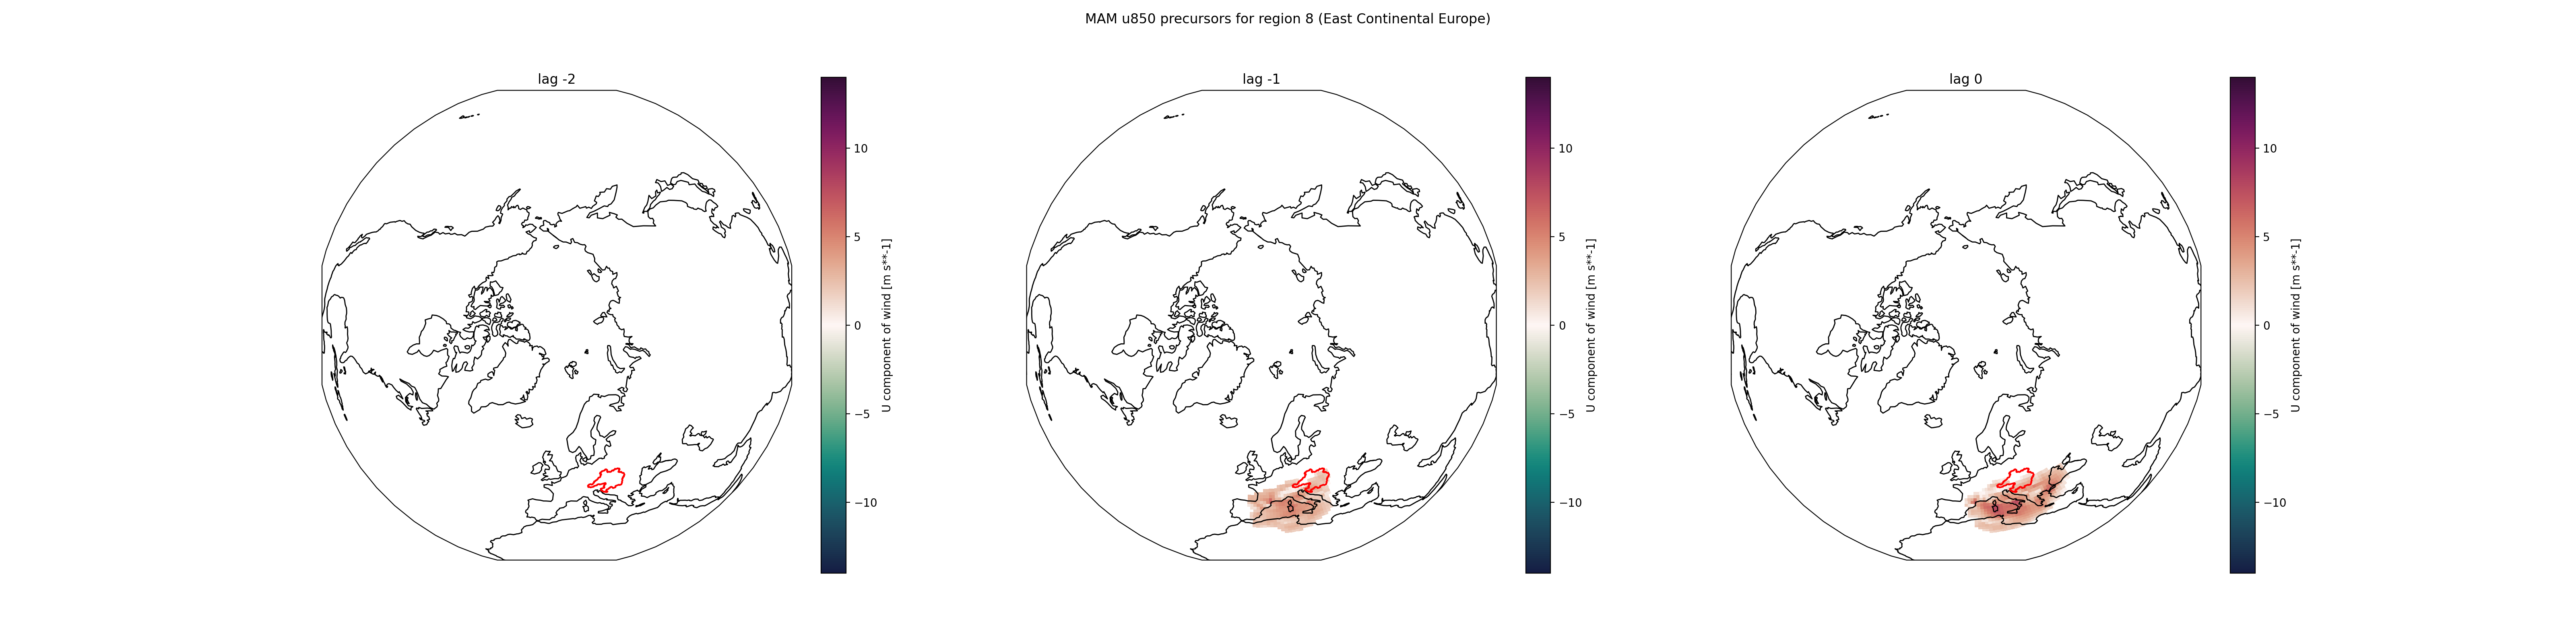 MAM u850 precursors for region 8 (East Continental Europe)
lag -2
10
5
0
−5
−10
U component of wind [m s**-1]
lag -1
10
5
0
−5
−10
U component of wind [m s**-1]
lag 0
10
5
0
−5
−10
U component of wind [m s**-1]